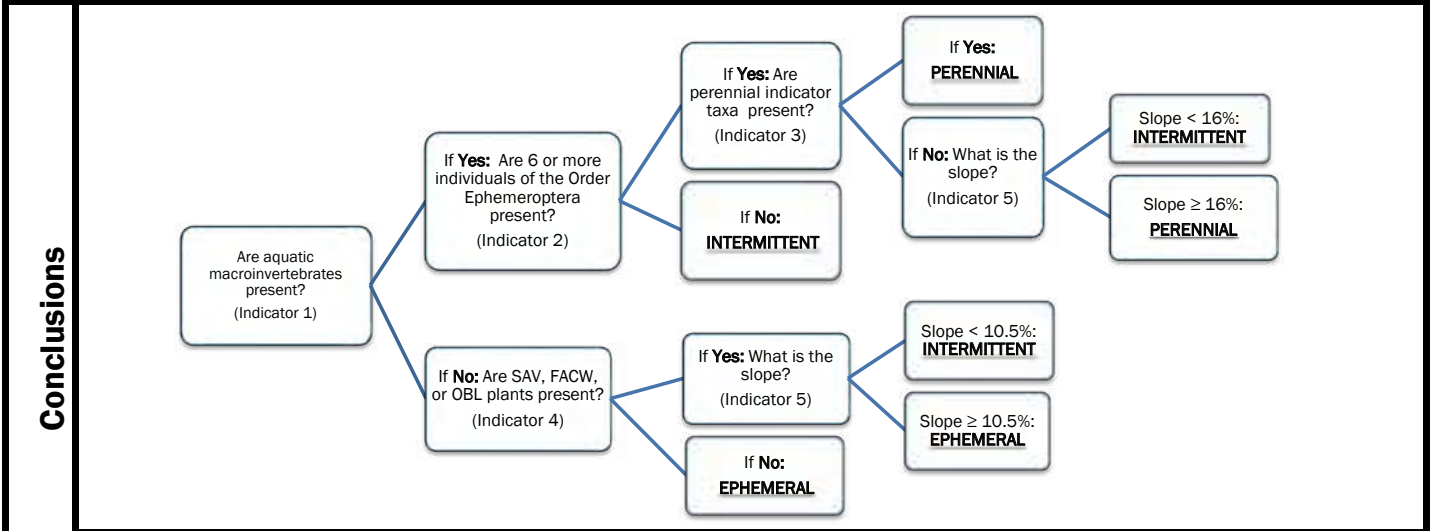 Conclusions
Are aquatic
macroinvertebrates
present?
(Indicator 1)
If Yes: Are 6 or more
individuals of the Order
Ephemeroptera
present?
(Indicator 2)
If Yes: Are
perennial indicator
taxa present?
(Indicator 3)
If Yes:
PERENNIAL
If No: What is the
slope?
(Indicator 5)
Slope < 16%:
INTERMITTENT
Slope ≥ 16%:
PERENNIAL
If No:
INTERMITTENT
If No: Are SAV, FACW,
or OBL plants present?
(Indicator 4)
If Yes: What is the
slope?
(Indicator 5)
Slope < 10.5%:
INTERMITTENT
Slope ≥ 10.5%:
EPHEMERAL
If No:
EPHEMERAL